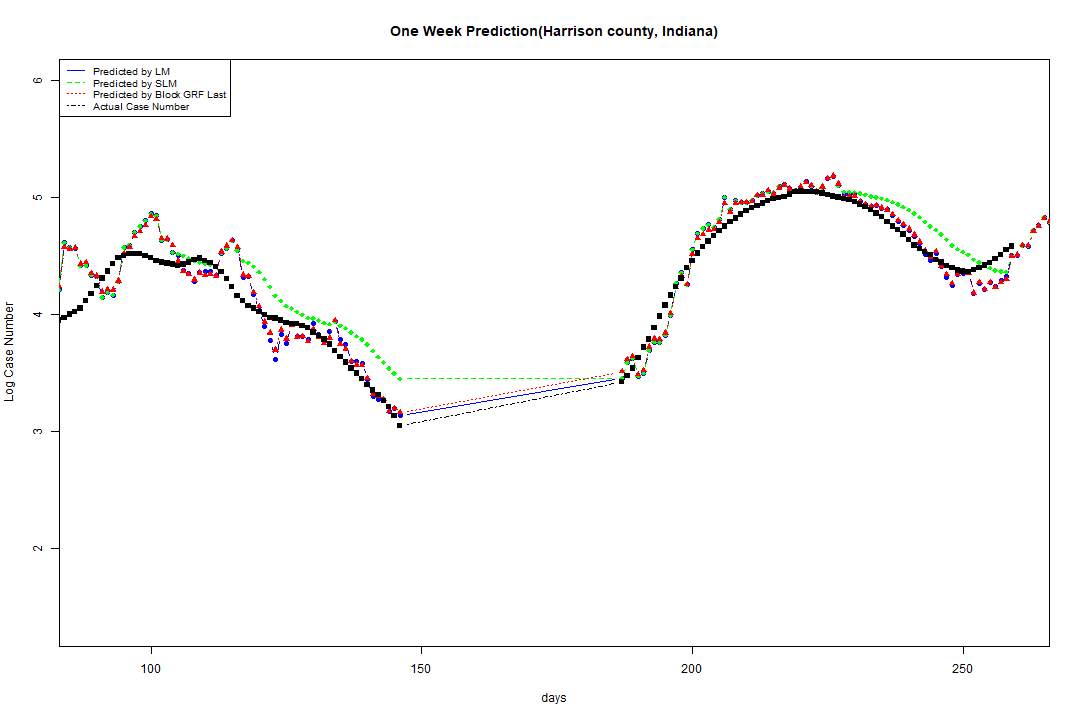 One Week Prediction(Harrison county, Indiana)
Predicted by LM
Predicted by SLM
Predicted by Block GRF Last
Actual Case Number
6
5
4
3
2
Log Case Number
100
150
200
250
days